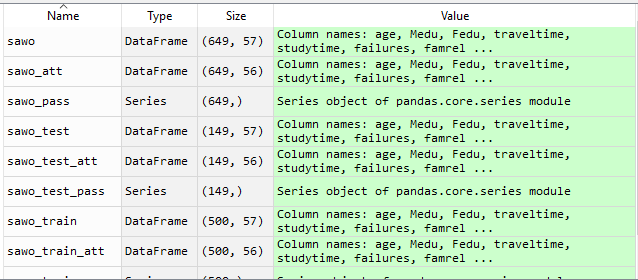 Name Type Size Value
sawo DataFrame (649, 57) Column names: age, Medu, Fedu, traveltime,
studytime, failures, famrel ...
sawo_att DataFrame (649, 56) Column names: age, Medu, Fedu, traveltime,
studytime, failures, famrel ...
sawo_pass Series (649,) Series object of pandas.core.series module
sawo_test DataFrame (149, 57) Column names: age, Medu, Fedu, traveltime,
studytime, failures, famrel ...
sawo_test_att DataFrame (149, 56) Column names: age, Medu, Fedu, traveltime,
studytime, failures, famrel ...
sawo_test_pass Series (149,) Series object of pandas.core.series module
sawo_train DataFrame (500, 57) Column names: age, Medu, Fedu, traveltime,
studytime, failures, famrel ...
sawo_train_att DataFrame (500, 56) Column names: age, Medu, Fedu, traveltime,
studytime, failures, famrel ...